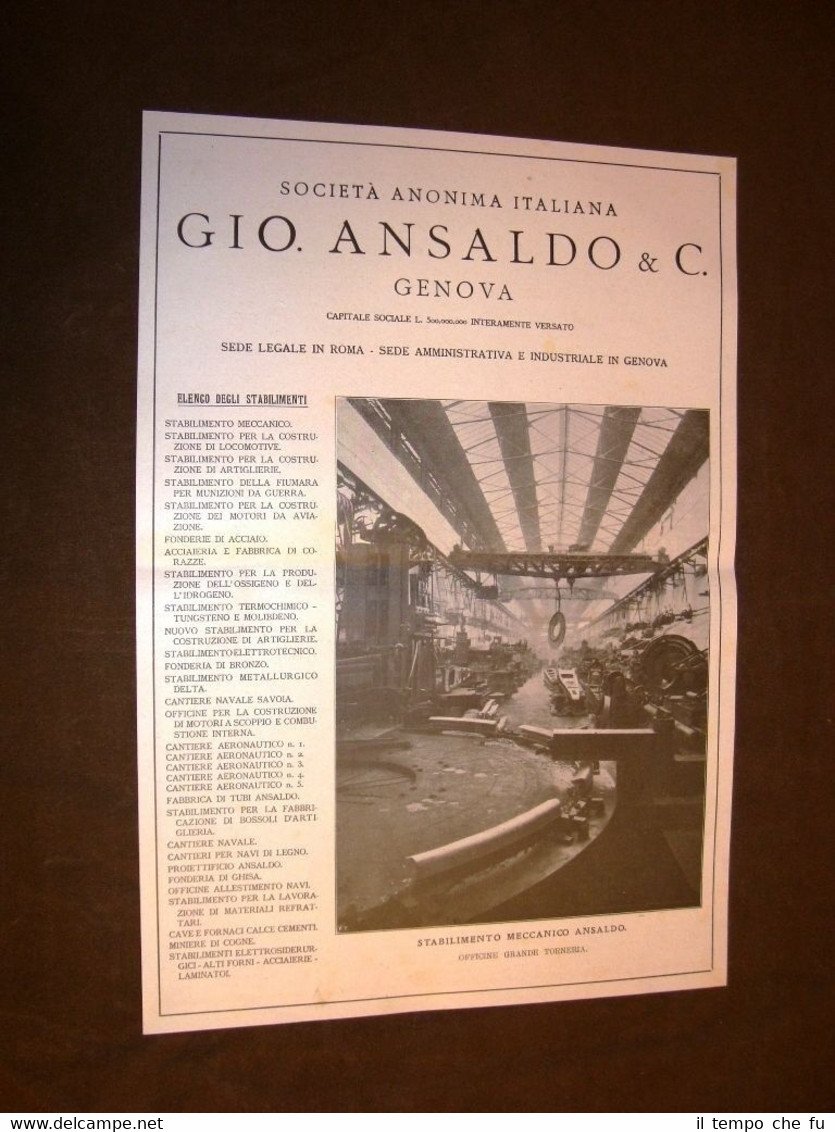 SOCIETÀ ANONIMA ITALIANA
GIO. ANSALDO & C.
GENOVA
CAPITALE SOCIALE L. 500.000.000 INTERAMENTE VERSATO
SEDE LEGALE IN ROMA - SEDE AMMINISTRATIVA E INDUSTRIALE IN GENOVA
ELENCO DEGLI STABILIMENTI
STABILIMENTO MECCANICO.
STABILIMENTO PER LA COSTRU-
ZIONE DI LOCOMOTIVE.
STABILIMENTO PER LA COSTRU-
ZIONE DI ARTIGLIERIE.
STABILIMENTO DELLA FIUMARA
PER MUNIZIONI DA GUERRA.
STABILIMENTO PER LA COSTRU-
ZIONE DEI MOTORI DA AVIA-
ZIONE.
FONDERIE DI ACCIAIO.
ACCIAIERIA E FABBRICA DI CO-
RAZZE.
STABILIMENTO PER LA PRODU-
ZIONE DELL'OSSIGENO E DEL-
L'IDROGENO.
STABILIMENTO TERMOCHIMICO -
TUNGSTENO E MOLIBDENO.
NUOVO STABILIMENTO PER LA
COSTRUZIONE DI ARTIGLIERIE.
STABILIMENTO ELETTROTECNICO.
FONDERIA DI BRONZO.
STABILIMENTO METALLURGICO
DELTA.
CANTIERE NAVALE SAVOIA.
OFFICINE PER LA COSTRUZIONE
DI MOTORI A SCOPPIO E COMBU-
STIONE INTERNA.
CANTIERE AERONAUTICO n. 1.
CANTIERE AERONAUTICO n. 2.
CANTIERE AERONAUTICO n. 3.
CANTIERE AERONAUTICO n. 4.
CANTIERE AERONAUTICO n. 5.
FABBRICA DI TUBI ANSALDO.
STABILIMENTO PER LA FABBRI-
CAZIONE DI BOSSOLI D'ARTI
GLIERIA.
CANTIERE NAVALE.
CANTIERI PER NAVI DI LEGNO.
PROIETTIFICIO ANSALDO.
FONDERIA DI GHISA.
OFFICINE ALLESTIMENTO NAVI.
STABILIMENTO PER LA LAVORA-
ZIONE DI MATERIALI REFRAT-
TARI.
CAVE E FORNACI CALCE CEMENTI.
MINIERE DI COGNE.
STABILIMENTI ELETTROSIDERUR-
GICI - ALTI FORNI - ACCIAIERIE -
LAMINATOI.
STABILIMENTO MECCANICO ANSALDO.
OFFICINE GRANDE TORNERIA.
UniMarket.it
il tempo che fu